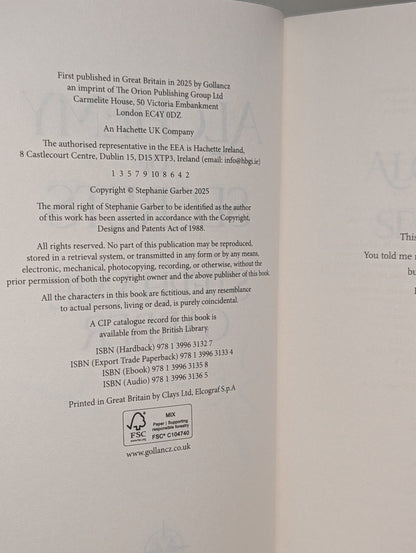 First published in Great Britain in 2025 by Gollancz
an imprint of The Orion Publishing Group Ltd
Carmelite House, 50 Victoria Embankment
London EC4Y 0DZ
An Hachette UK Company
The authorised representative in the EEA is Hachette Ireland,
8 Castlecourt Centre, Dublin 15, D15 XTP3, Ireland (email: info@hbgi.ie)
1 3 5 7 9 10 8 6 4 2
Copyright © Stephanie Garber 2025
The moral right of Stephanie Garber to be identified as the author
of this work has been asserted in accordance with the Copyright,
Designs and Patents Act of 1988.
All rights reserved. No part of this publication may be reproduced,
stored in a retrieval system, or transmitted in any form or by any means,
electronic, mechanical, photocopying, recording, or otherwise, without the
prior permission of both the copyright owner and the above publisher of this book.
All the characters in this book are fictitious, and any resemblance
to actual persons, living or dead, is purely coincidental.
A CIP catalogue record for this book is
available from the British Library.
ISBN (Hardback) 978 1 3996 3132 7
ISBN (Export Trade Paperback) 978 1 3996 3133 4
ISBN (Ebook) 978 1 3996 3135 8
ISBN (Audio) 978 1 3996 3136 5
Printed in Great Britain by Clays Ltd, Elcograf S.p.A
FSC
www.fsc.org
MIX
Paper | Supporting
responsible forestry
FSC® C104740
www.gollancz.co.uk
This
You told me
bu